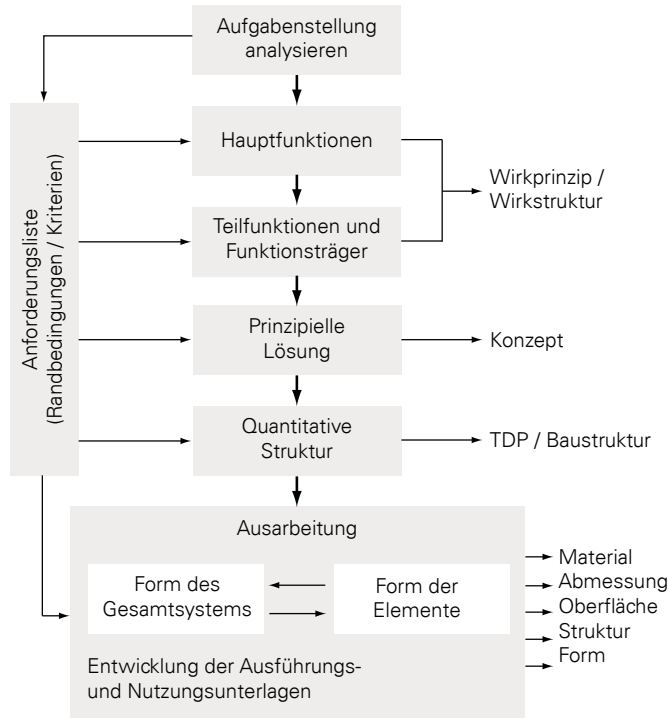 Aufgabenstellung
analysieren
Anforderungsliste
(Randbedingungen / Kriterien)
Hauptfunktionen
Wirkprinzip /
Wirkstruktur
Teilfunktionen und
Funktionsträger
Prinzipielle
Lösung
Konzept
Quantitative
Struktur
TDP / Baustruktur
Ausarbeitung
Form des
Gesamtsystems
Form der
Elemente
Entwicklung der Ausführungs-
und Nutzungsunterlagen
Material
Abmessung
Oberfläche
Struktur
Form